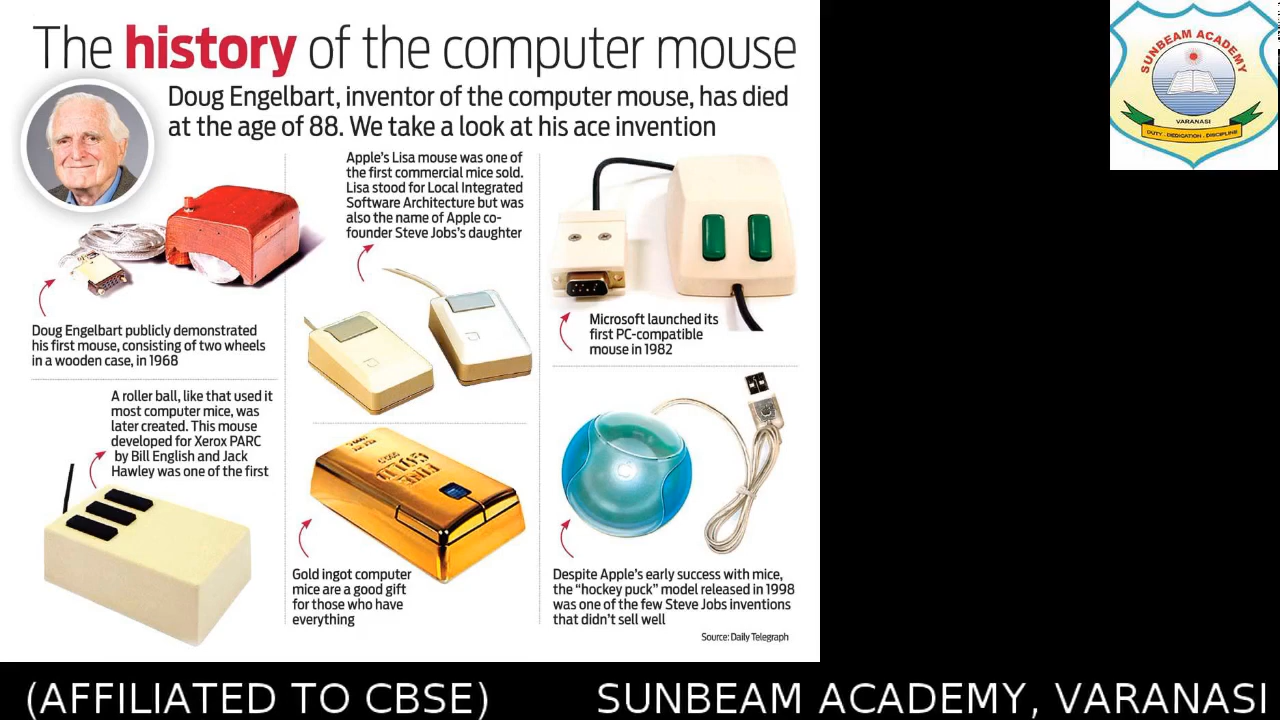 The history of the computer mouse
Doug Engelbart, inventor of the computer mouse, has died
at the age of 88. We take a look at his ace invention
Doug Engelbart publicly demonstrated
his first mouse, consisting of two wheels
in a wooden case, in 1968
Apple's Lisa mouse was one of
the first commercial mice sold.
Lisa stood for Local Integrated
Software Architecture but was
also the name of Apple co-
founder Steve Jobs's daughter
Microsoft launched its
first PC-compatible
mouse in 1982
A roller ball, like that used it
most computer mice, was
later created. This mouse
developed for Xerox PARC
by Bill English and Jack
Hawley was one of the first
FINE
GOLD
Gold ingot computer
mice are a good gift
for those who have
everything
Despite Apple's early success with mice,
the “hockey puck” model released in 1998
was one of the few Steve Jobs inventions
that didn't sell well
Source: Daily Telegraph
SUNBEAM ACADEMY
VARANASI
DUTY - DEDICATION - DISCIPLINE
(AFFILIATED TO CBSE)
SUNBEAM ACADEMY, VARANASI